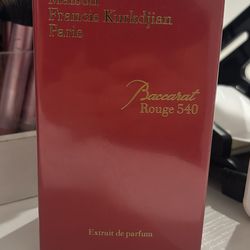 Maison
Francis Kurkdjian
Paris
Baccarat
Rouge 540
Extrait de parfum